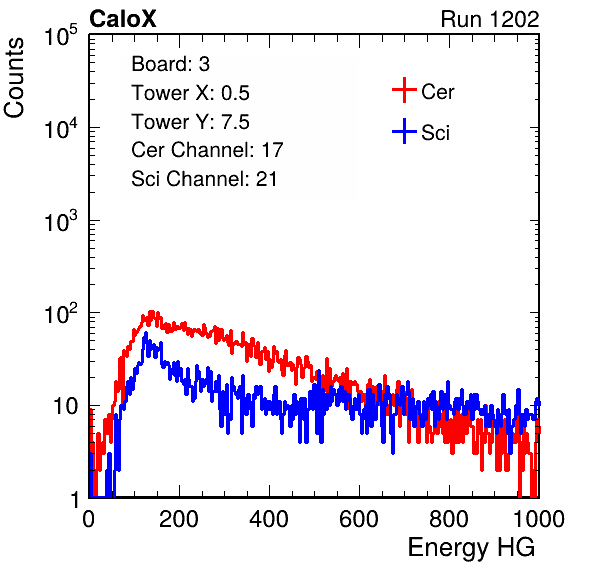 CaloX Run 1202
Counts
Board: 3
Tower X: 0.5
Tower Y: 7.5
Cer Channel: 17
Sci Channel: 21
Cer
Sci
10^5
10^4
10^3
10^2
10
1
0 200 400 600 800 1000
Energy HG